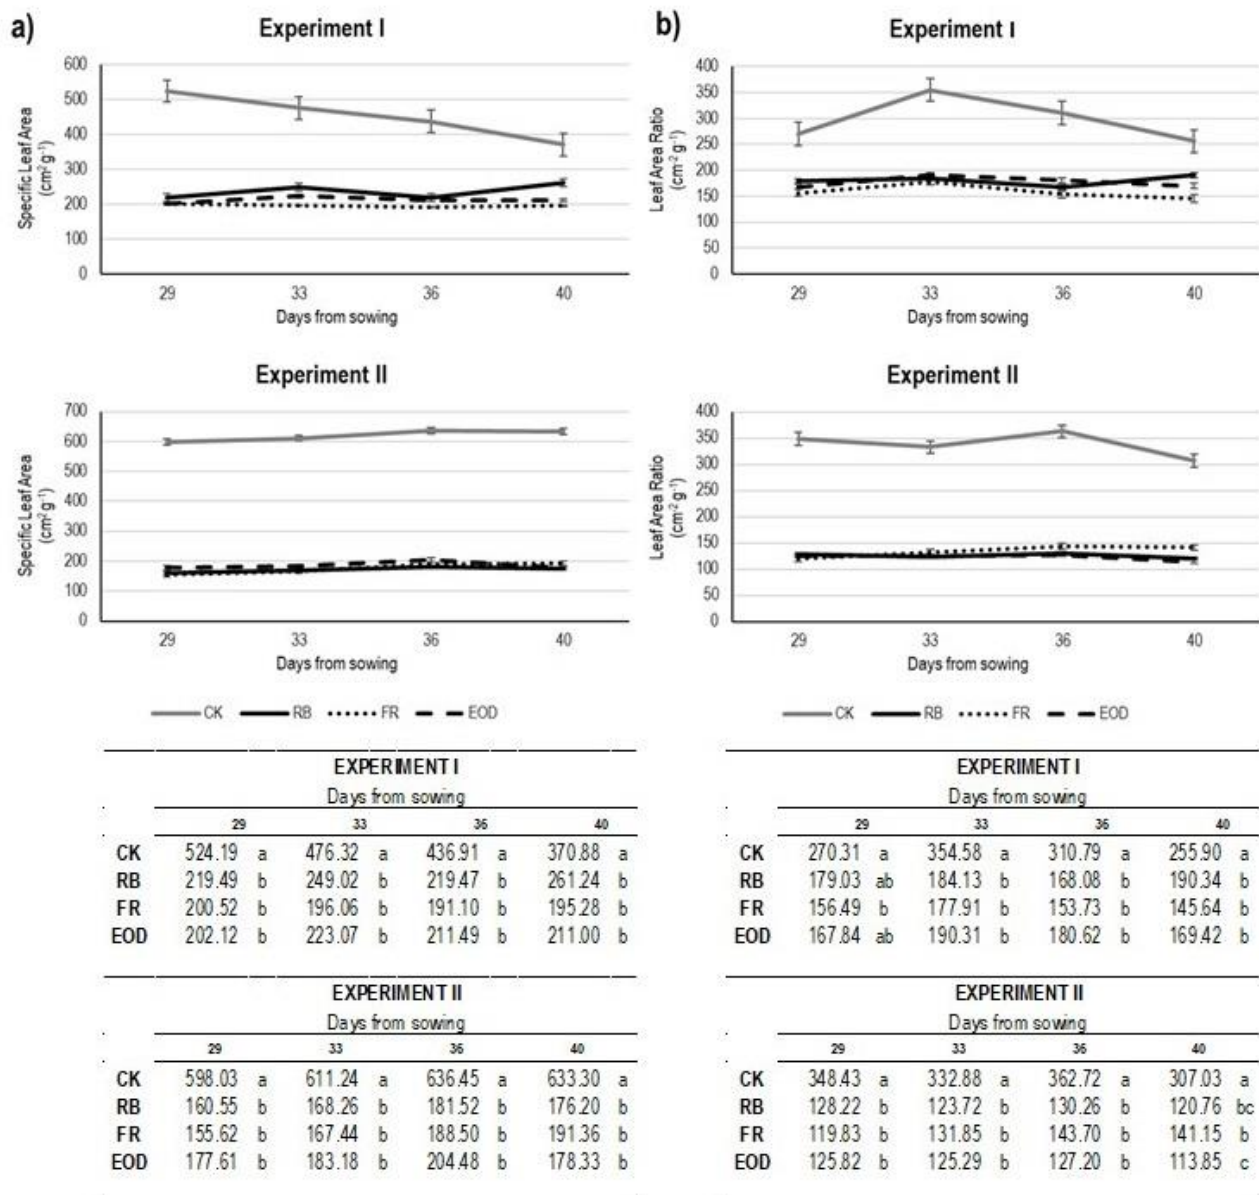 a)
Experiment I
Specific Leaf Area
(cm² g⁻¹)
600
500
400
300
200
100
0
29 33 36 40
Days from sowing
b)
Experiment I
Leaf Area Ratio
(cm⁻² g⁻¹)
400
350
300
250
200
150
100
50
0
29 33 36 40
Days from sowing
Experiment II
Specific Leaf Area
(cm² g⁻¹)
700
600
500
400
300
200
100
0
29 33 36 40
Days from sowing
Experiment II
Leaf Area Ratio
(cm⁻² g⁻¹)
400
350
300
250
200
150
100
50
0
29 33 36 40
Days from sowing
CK RB FR EOD
CK RB FR EOD
EXPERIMENT I
Days from sowing
29 33 36 40
CK 524.19 a 476.32 a 436.91 a 370.88 a
RB 219.49 b 249.02 b 219.47 b 261.24 b
FR 200.52 b 196.06 b 191.10 b 195.28 b
EOD 202.12 b 223.07 b 211.49 b 211.00 b
EXPERIMENT II
Days from sowing
29 33 36 40
CK 598.03 a 611.24 a 636.45 a 633.30 a
RB 160.55 b 168.26 b 181.52 b 176.20 b
FR 155.62 b 167.44 b 188.50 b 191.36 b
EOD 177.61 b 183.18 b 204.48 b 178.33 b
EXPERIMENT I
Days from sowing
29 33 36 40
CK 270.31 a 354.58 a 310.79 a 255.90 a
RB 179.03 ab 184.13 b 168.08 b 190.34 b
FR 156.49 b 177.91 b 153.73 b 145.64 b
EOD 167.84 ab 190.31 b 180.62 b 169.42 b
EXPERIMENT II
Days from sowing
29 33 36 40
CK 348.43 a 332.88 a 362.72 a 307.03 a
RB 128.22 b 123.72 b 130.26 b 120.76 bc
FR 119.83 b 131.85 b 143.70 b 141.15 b
EOD 125.82 b 125.29 b 127.20 b 113.85 c